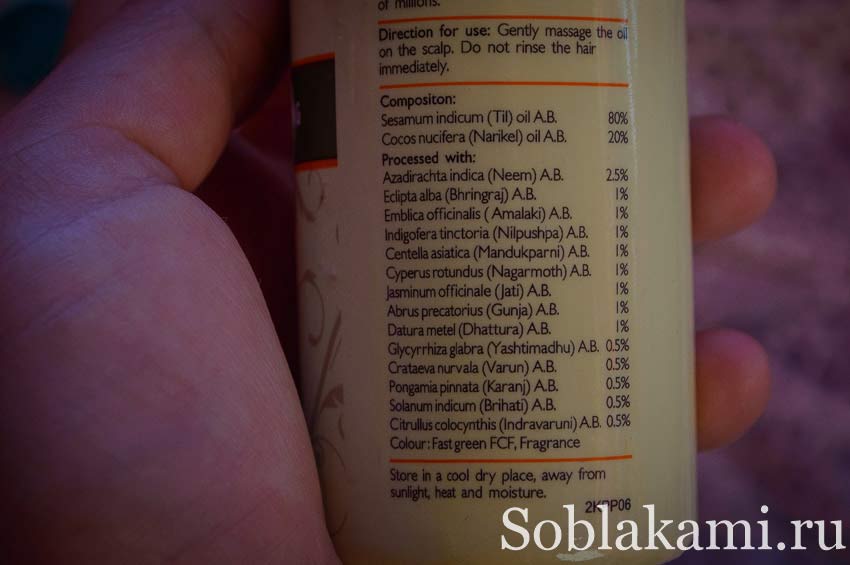 of millions.
Direction for use: Gently massage the oil
on the scalp. Do not rinse the hair
immediately.
Compositon:
Sesamum indicum (Til) oil A.B. 80%
Cocos nucifera (Narikel) oil A.B. 20%
Processed with:
Azadirachta indica (Neem) A.B. 2.5%
Eclipta alba (Bhringraj) A.B. 1%
Emblica officinalis ( Amalaki) A.B. 1%
Indigofera tinctoria (Nilpushpa) A.B. 1%
Centella asiatica (Mandukparni) A.B. 1%
Cyperus rotundus (Nagarmoth) A.B. 1%
Jasminum officinale (Jati) A.B. 1%
Abrus precatorius (Gunja) A.B. 1%
Datura metel (Dhattura) A.B. 1%
Glycyrrhiza glabra (Yashtimadhu) A.B. 0.5%
Crataeva nurvala (Varun) A.B. 0.5%
Pongamia pinnata (Karanj) A.B. 0.5%
Solanum indicum (Brihati) A.B. 0.5%
Citrullus colocynthis (Indravaruni) A.B. 0.5%
Colour: Fast green FCF, Fragrance
Store in a cool dry place, away from
sunlight, heat and moisture.
Soblakami.ru